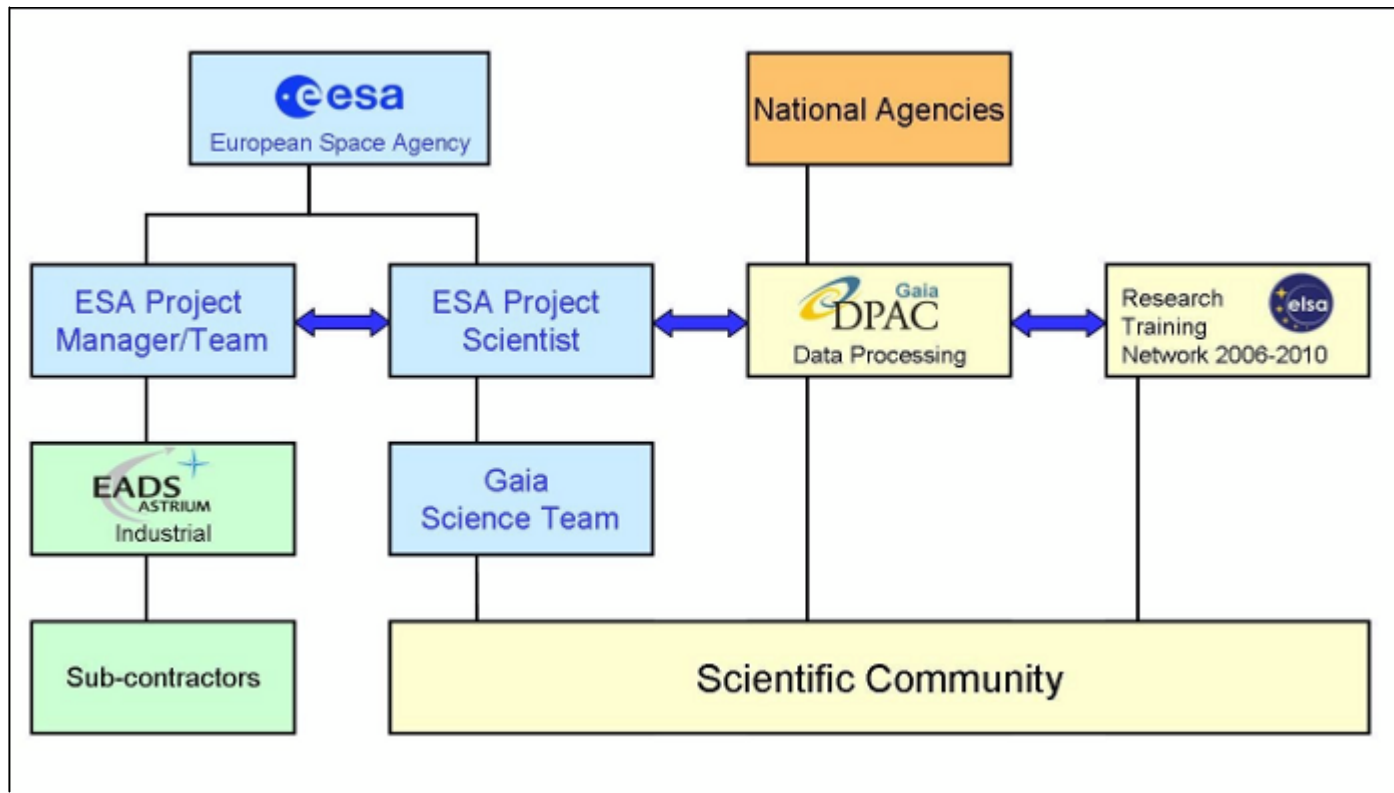 esa
European Space Agency
National Agencies
ESA Project
Manager/Team
ESA Project
Scientist
Gaia
DPAC
Data Processing
Research
Training
Network 2006-2010
elsa
EADS
ASTRIUM
Industrial
Gaia
Science Team
Sub-contractors
Scientific Community